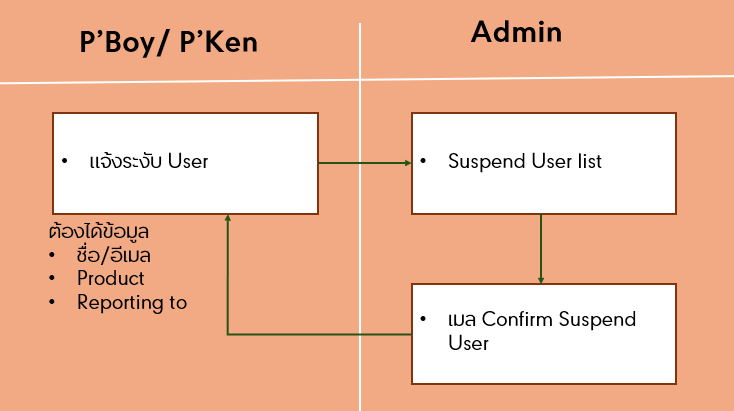 P'Boy/ P'Ken
Admin
• แจ้งระงับ User
• Suspend User list
ต้องได้ข้อมูล
• ชื่อ/อีเมล
• Product
• Reporting to
• เมล Confirm Suspend
User